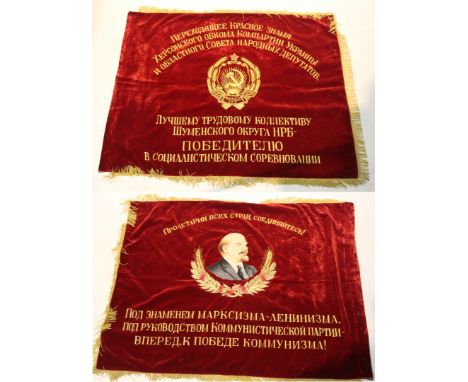 Переходящее Красное Знамя
Херсонского обкома Компартии Украины
и областного Совета народных депутатов.
Лучшему трудовому коллективу
Шуменского округа НРБ-
ПОБЕДИТЕЛЮ
в социалистическом соревновании
Пролетарии всех стран, соединяйтесь!
Под знаменем марксизма-ленинизма,
под руководством Коммунистической партии-
вперед, к победе коммунизма!